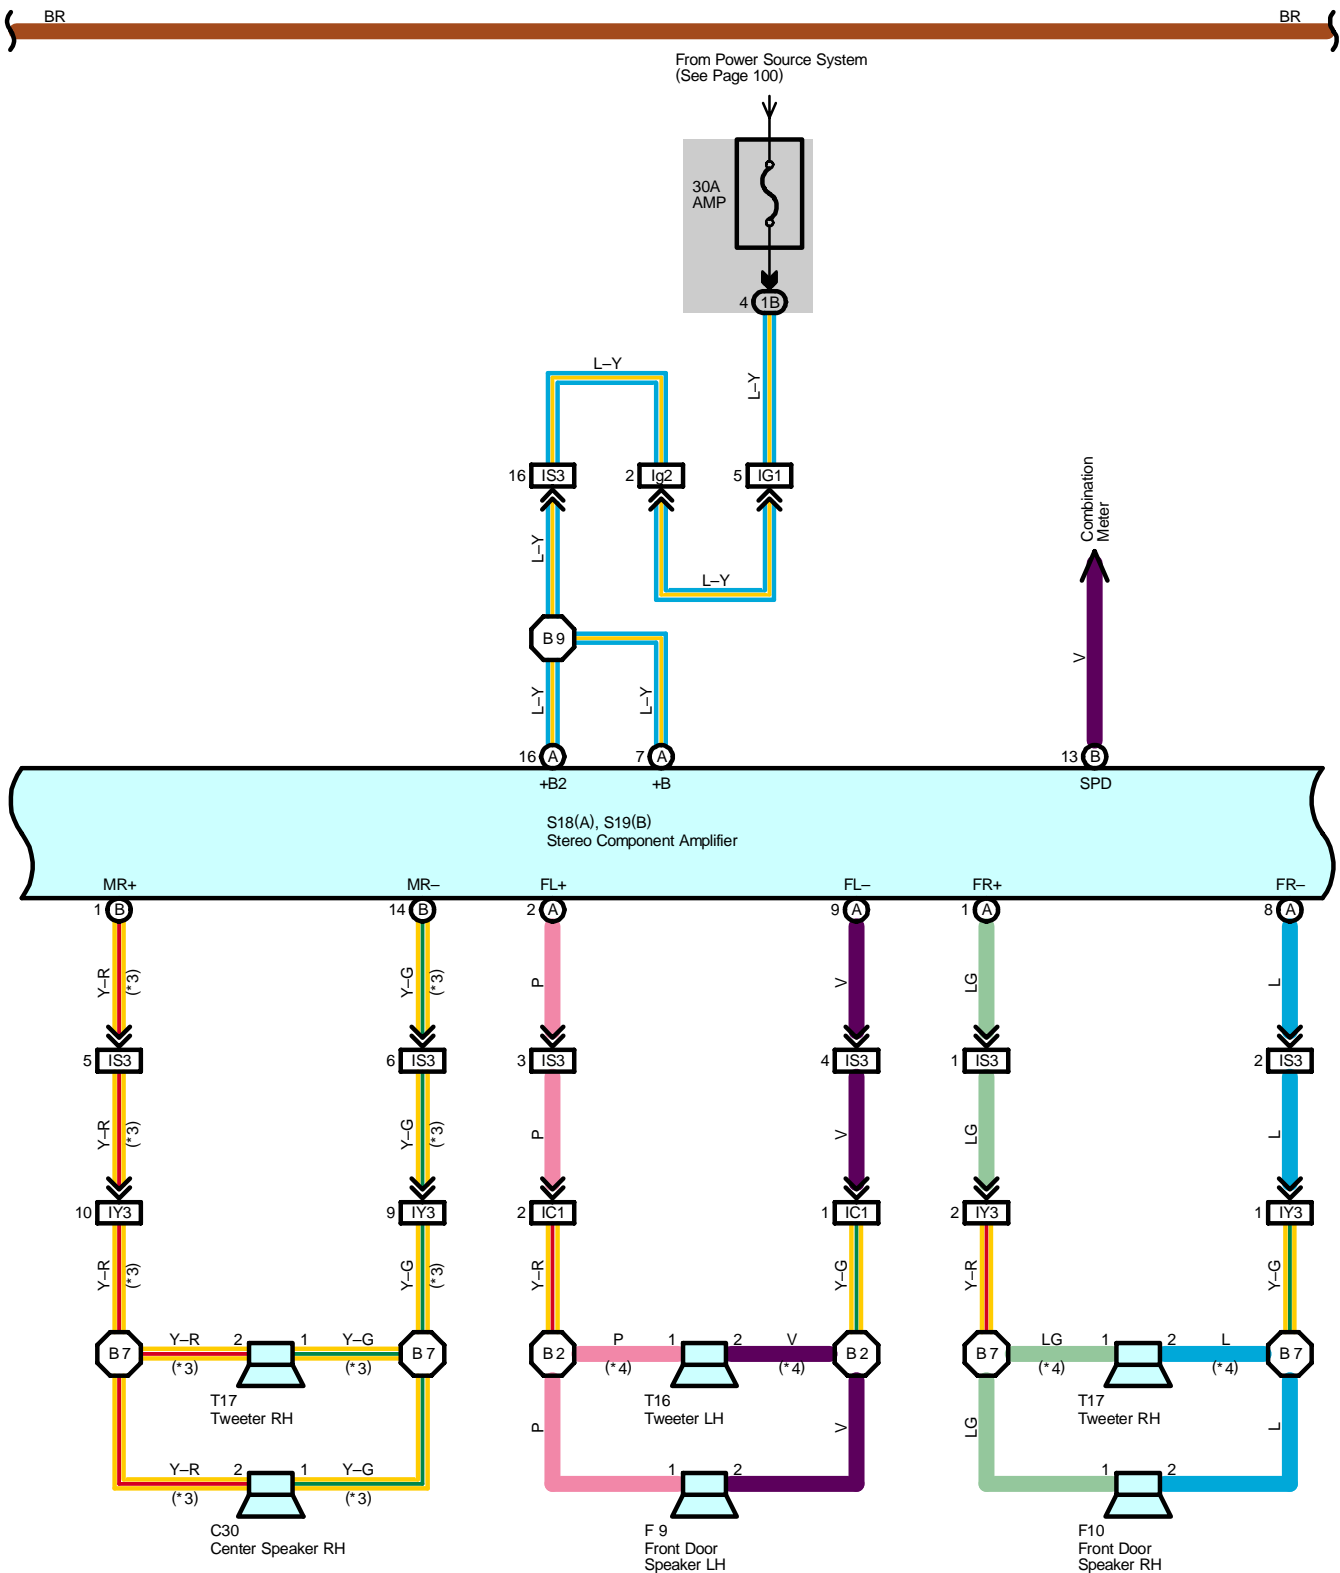 BR
BR
From Power Source System
(See Page 100)
30A
AMP
4 1B
L–Y
L–Y
16 IS3
2 Ig2
5 IG1
L–Y
L–Y
Combination
Meter
B 9
L–Y
L–Y
V
16 A
7 A
13 B
+B2
+B
SPD
S18(A), S19(B)
Stereo Component Amplifier
MR+
MR–
FL+
FL–
FR+
FR–
1 B
14 B
2 A
9 A
1 A
8 A
Y–R
(*3)
Y–G
(*3)
P
V
LG
L
5 IS3
6 IS3
3 IS3
4 IS3
1 IS3
2 IS3
Y–R
(*3)
Y–G
(*3)
P
V
LG
L
10 IY3
9 IY3
2 IC1
1 IC1
2 IY3
1 IY3
Y–R
(*3)
Y–G
(*3)
Y–R
Y–G
Y–R
Y–G
B 7
Y–R
(*3)
2
1
Y–G
(*3)
B 7
B 2
P
(*4)
1
2
V
(*4)
B 2
B 7
LG
(*4)
1
2
L
(*4)
B 7
T17
Tweeter RH
T16
Tweeter LH
T17
Tweeter RH
P
V
LG
L
Y–R
(*3)
2
1
Y–G
(*3)
1
2
1
2
C30
Center Speaker RH
F 9
Front Door
Speaker LH
F10
Front Door
Speaker RH